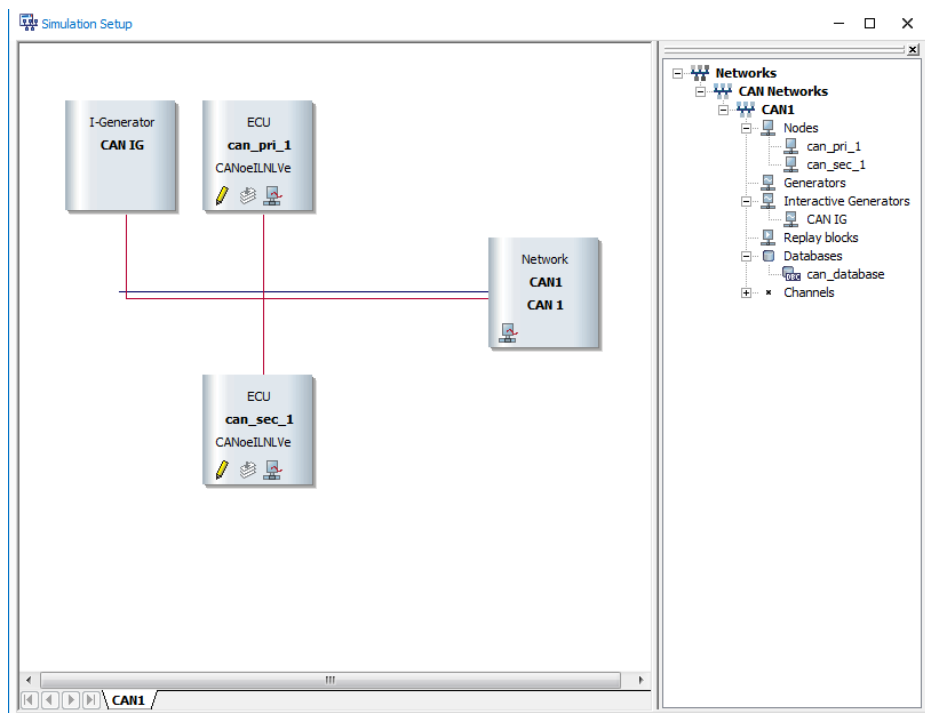 Simulation Setup
I-Generator
CAN IG
ECU
can_pri_1
CANoeILNLVe
Network
CAN1
CAN 1
ECU
can_sec_1
CANoeILNLVe
CAN1
Networks
CAN Networks
CAN1
Nodes
can_pri_1
can_sec_1
Generators
Interactive Generators
CAN IG
Replay blocks
Databases
DBC can_database
Channels